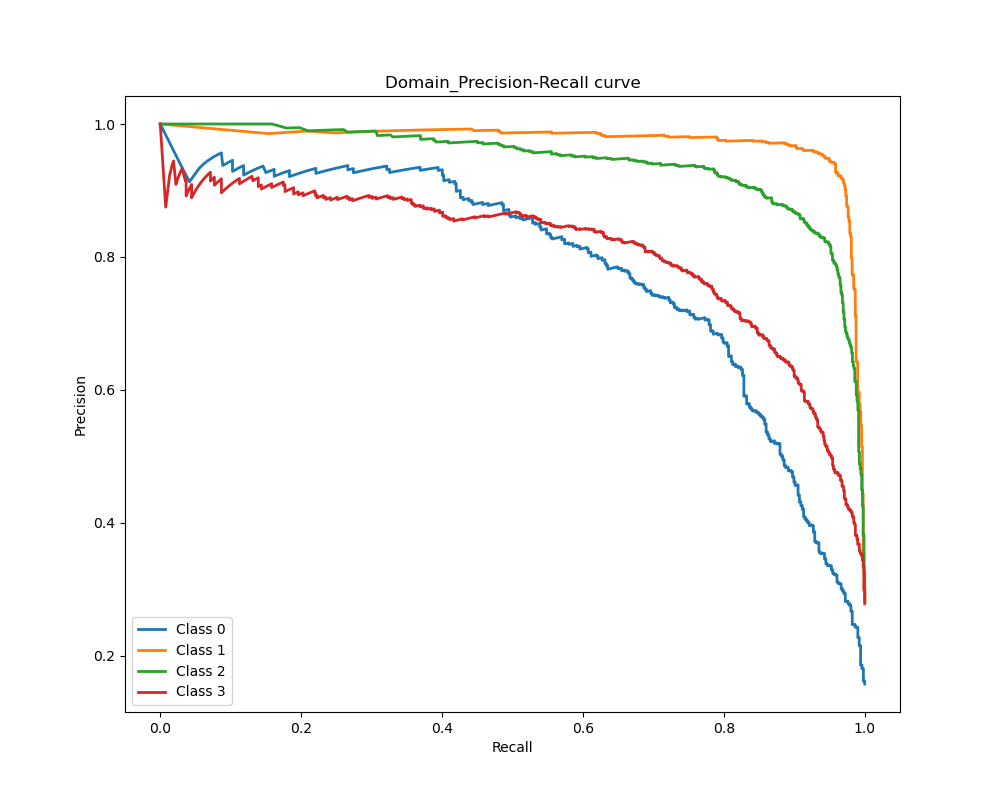 Domain_Precision-Recall curve
1.0
0.8
0.6
0.4
0.2
Precision
0.0 0.2 0.4 0.6 0.8 1.0
Recall
Class 0
Class 1
Class 2
Class 3